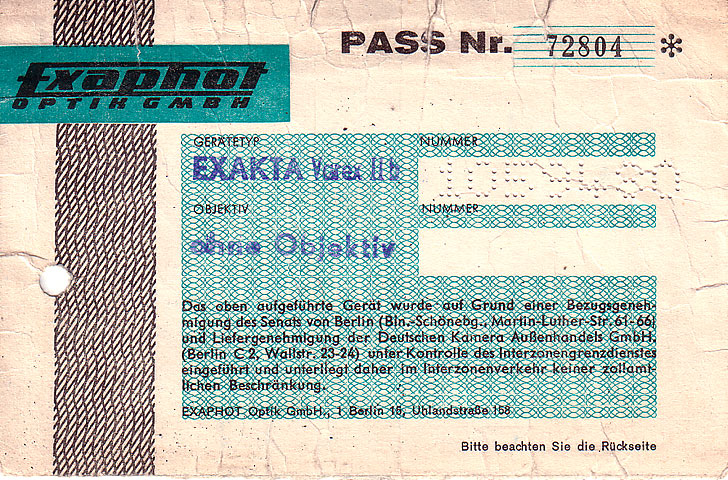 PASS Nr. 72804 *
Exaphot
OPTIK GMBH
GERÄTETYP NUMMER
EXAKTA Varex II b
OBJEKTIV NUMMER
ohne Objektiv
Das oben aufgeführte Gerät wurde auf Grund einer Bezugsgeneh-
migung des Senats von Berlin (Bln.-Schönebg., Martin-Luther-Str. 61-66)
und Liefergenehmigung der Deutschen Kamera Außenhandels GmbH.
(Berlin C 2, Wallstr. 23-24) unter Kontrolle des Interzonengrenzdienstes
eingeführt und unterliegt daher im Interzonenverkehr keiner zollamt-
lichen Beschränkung.
EXAPHOT Optik GmbH., 1 Berlin 15, Uhlandstraße 158
Bitte beachten Sie die Rückseite